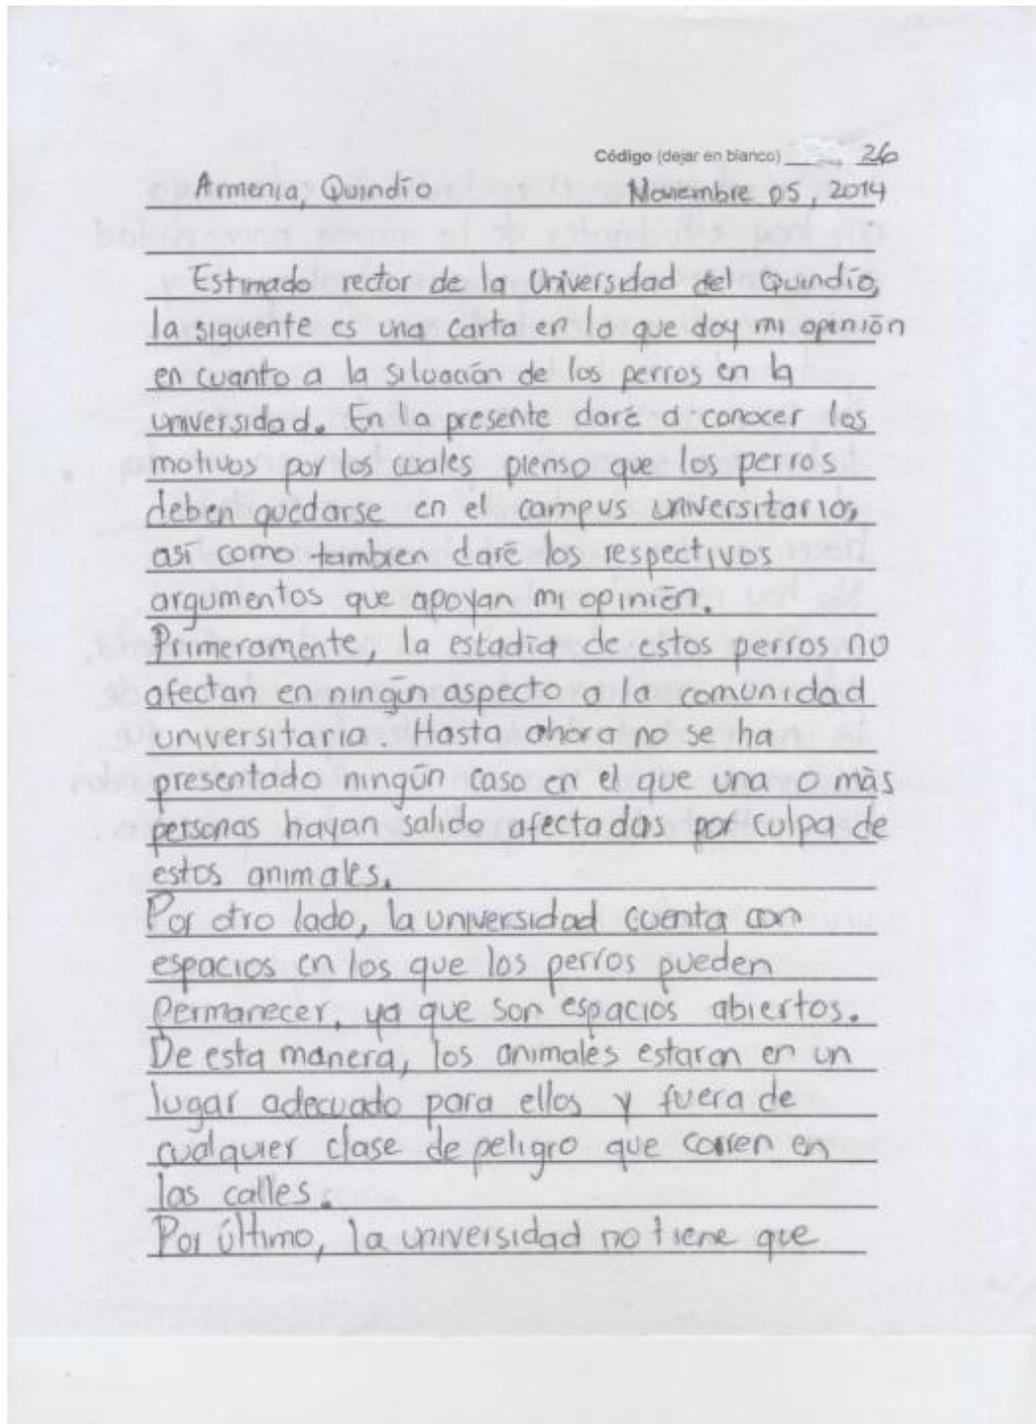 Código (dejar en blanco) 26
Armenia, Quindío Noviembre 05, 2014
Estimado rector de la Universidad del Quindío,
la siguiente es una carta en la que doy mi opinión
en cuanto a la situación de los perros en la
universidad. En la presente daré a conocer los
motivos por los cuales pienso que los perros
deben quedarse en el campus universitarios,
así como tambien daré los respectivos
argumentos que apoyan mi opinión.
Primeramente, la estadía de estos perros no
afectan en ningún aspecto a la comunidad
universitaria. Hasta ahora no se ha
presentado ningún caso en el que una o màs
personas hayan salido afectadas por culpa de
estos animales.
Por otro lado, la universidad cuenta con
espacios en los que los perros pueden
permanecer, ya que son espacios abiertos.
De esta manera, los animales estaran en un
lugar adecuado para ellos y fuera de
cualquier clase de peligro que corren en
las calles.
Por último, la universidad no tiene que